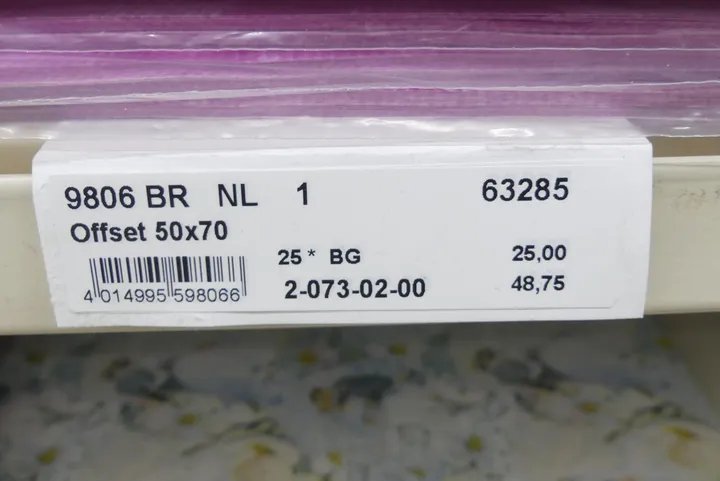 9806 BR NL 1 63285
Offset 50x70
25* BG 25,00
4 014995 598066 2-073-02-00 48,75